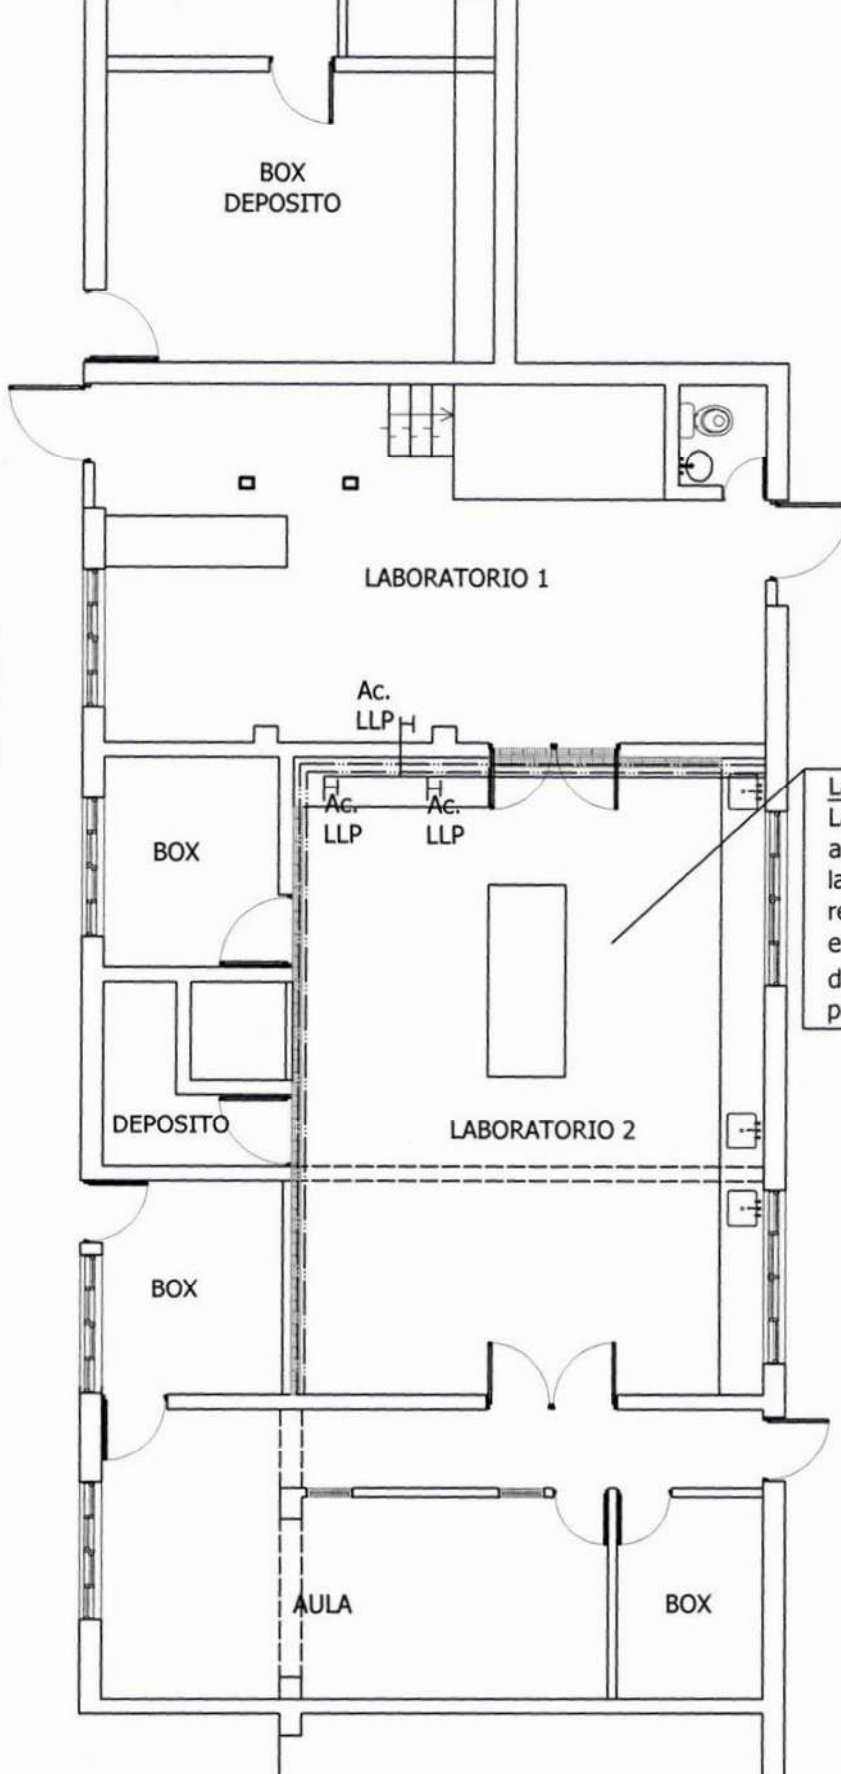 BOX
DEPOSITO
LABORATORIO 1
Ac.
LLP
Ac.
LLP
Ac.
LLP
BOX
DEPOSITO
LABORATORIO 2
BOX
AULA
BOX